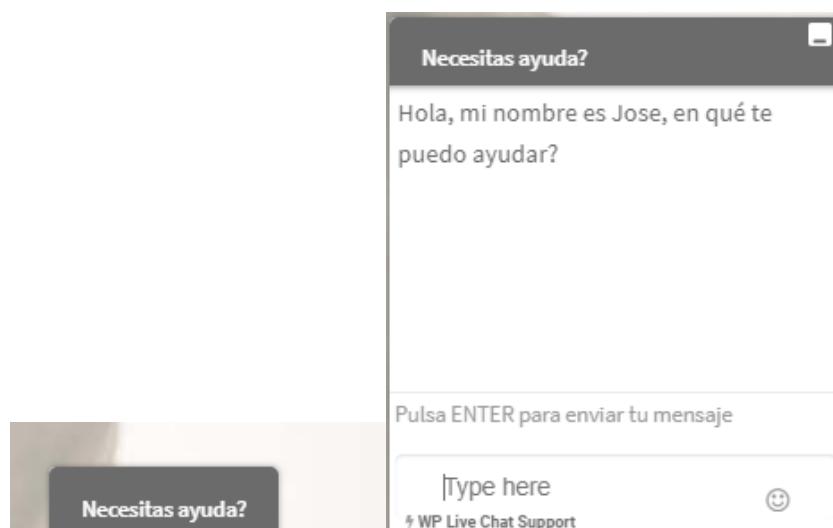 Necesitas ayuda?
Hola, mi nombre es Jose, en qué te
puedo ayudar?
Pulsa ENTER para enviar tu mensaje
Type here
WP Live Chat Support
Necesitas ayuda?